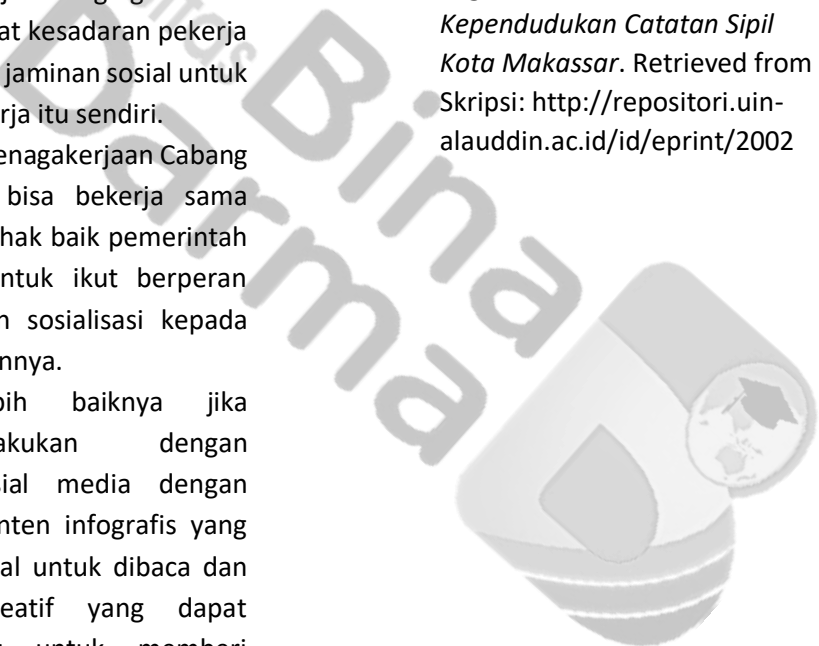 at kesadaran pekerja
jaminan sosial untuk
rja itu sendiri.
enagakerjaan Cabang
bisa bekerja sama
hak baik pemerintah
ntuk ikut berperan
n sosialisasi kepada
nnya.
bih baiknya jika
akukan dengan
sial media dengan
nten infografis yang
al untuk dibaca dan
eatif yang dapat
untuk memberi
Kependudukan Catatan Sipil
Kota Makassar. Retrieved from
Skripsi: http://repositori.uin-
alauddin.ac.id/id/eprint/2002
Bina
Darma